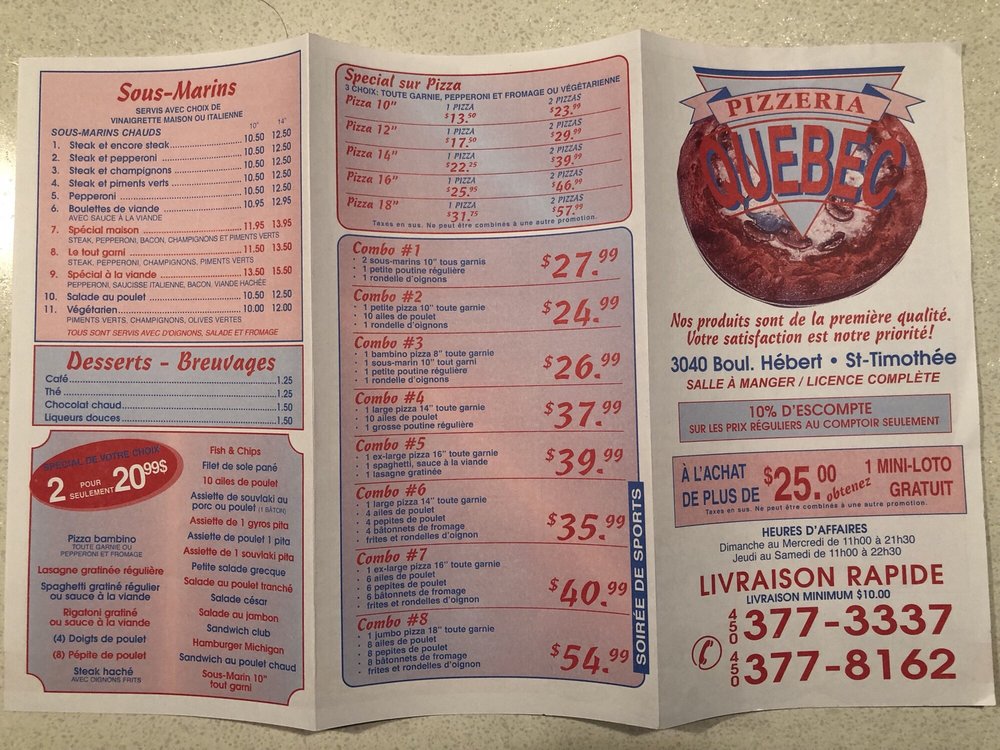 Sous-Marins
SERVIS AVEC CHOIX DE
VINAIGRETTE MAISON OU ITALIENNE
SOUS-MARINS CHAUDS 10" 14"
1. Steak et encore steak 10.50 12.50
2. Steak et pepperoni 10.50 12.50
3. Steak et champignons 10.50 12.50
4. Steak et piments verts 10.50 12.50
5. Pepperoni 10.50 12.50
6. Boulettes de viande 10.95 12.95
AVEC SAUCE À LA VIANDE
7. Spécial maison 11.95 13.95
STEAK, PEPPERONI, BACON, CHAMPIGNONS ET PIMENTS VERTS
8. Le tout garni 11.50 13.50
STEAK, PEPPERONI, CHAMPIGNONS, PIMENTS VERTS
9. Spécial à la viande 13.50 15.50
PEPPERONI, SAUCISSE ITALIENNE, BACON, VIANDE HACHÉE
10. Salade au poulet 10.50 12.50
11. Végétarien 10.00 12.00
PIMENTS VERTS, CHAMPIGNONS, OLIVES VERTES
TOUS SONT SERVIS AVEC D'OIGNONS, SALADE ET FROMAGE
Desserts - Breuvages
Café 1.25
Thé 1.25
Chocolat chaud 1.50
Liqueurs douces 1.50
SPÉCIAL DE VOTRE CHOIX
2 POUR SEULEMENT 20.99$
Pizza bambino
TOUTE GARNIE OU
PEPPERONI ET FROMAGE
Lasagne gratinée régulière
Spaghetti gratiné régulier
ou sauce à la viande
Rigatoni gratiné
ou sauce à la viande
(4) Doigts de poulet
(8) Pépite de poulet
Steak haché
AVEC OIGNONS FRITS
Fish & Chips
Filet de sole pané
10 ailes de poulet
Assiette de souvlaki au
porc ou poulet (1 BÂTON)
Assiette de 1 gyros pita
Assiette de poulet 1 pita
Assiette de 1 souvlaki pita
Petite salade grecque
Salade au poulet tranché
Salade césar
Salade au jambon
Sandwich club
Hamburger Michigan
Sandwich au poulet chaud
Sous-Marin 10"
tout garni
Special sur Pizza
3 CHOIX: TOUTE GARNIE, PEPPERONI ET FROMAGE OU VÉGÉTARIENNE
Pizza 10" 1 PIZZA 2 PIZZAS
$13.50 $23.99
Pizza 12" 1 PIZZA 2 PIZZAS
$17.50 $29.99
Pizza 14" 1 PIZZA 2 PIZZAS
$22.25 $39.99
Pizza 16" 1 PIZZA 2 PIZZAS
$25.95 $46.99
Pizza 18" 1 PIZZA 2 PIZZAS
$31.75 $57.99
Taxes en sus. Ne peut être combinés à une autre promotion.
Combo #1
· 2 sous-marins 10" tous garnis
· 1 petite poutine régulière
· 1 rondelle d'oignons
$27.99
Combo #2
· 1 petite pizza 10" toute garnie
· 10 ailes de poulet
· 1 rondelle d'oignons
$24.99
Combo #3
· 1 bambino pizza 8" toute garnie
· 1 sous-marin 10" tout garni
· 1 petite poutine régulière
· 1 rondelle d'oignons
$26.99
Combo #4
· 1 large pizza 14" toute garnie
· 10 ailes de poulet
· 1 grosse poutine régulière
$37.99
Combo #5
· 1 ex-large pizza 16" toute garnie
· 1 spaghetti, sauce à la viande
· 1 lasagne gratinée
$39.99
Combo #6
· 1 large pizza 14" toute garnie
· 4 ailes de poulet
· 4 pepites de poulet
· 4 bâtonnets de fromage
· frites et rondelles d'oignon
$35.99
Combo #7
· 1 ex-large pizza 16" toute garnie
· 6 ailes de poulet
· 6 pepites de poulet
· 6 bâtonnets de fromage
· frites et rondelles d'oignon
$40.99
Combo #8
· 1 jumbo pizza 18" toute garnie
· 8 ailes de poulet
· 8 pepites de poulet
· 8 bâtonnets de fromage
· frites et rondelles d'oignon
$54.99
SOIRÉE DE SPORTS
PIZZERIA
QUEBEC
Nos produits sont de la première qualité.
Votre satisfaction est notre priorité!
3040 Boul. Hébert • St-Timothée
SALLE À MANGER / LICENCE COMPLÈTE
10% D'ESCOMPTE
SUR LES PRIX RÉGULIERS AU COMPTOIR SEULEMENT
À L'ACHAT DE PLUS DE $25.00 obtenez 1 MINI-LOTO GRATUIT
Taxes en sus. Ne peut être combinés à une autre promotion.
HEURES D'AFFAIRES
Dimanche au Mercredi de 11h00 à 21h30
Jeudi au Samedi de 11h00 à 22h30
LIVRAISON RAPIDE
LIVRAISON MINIMUM $10.00
450 377-3337
450 377-8162